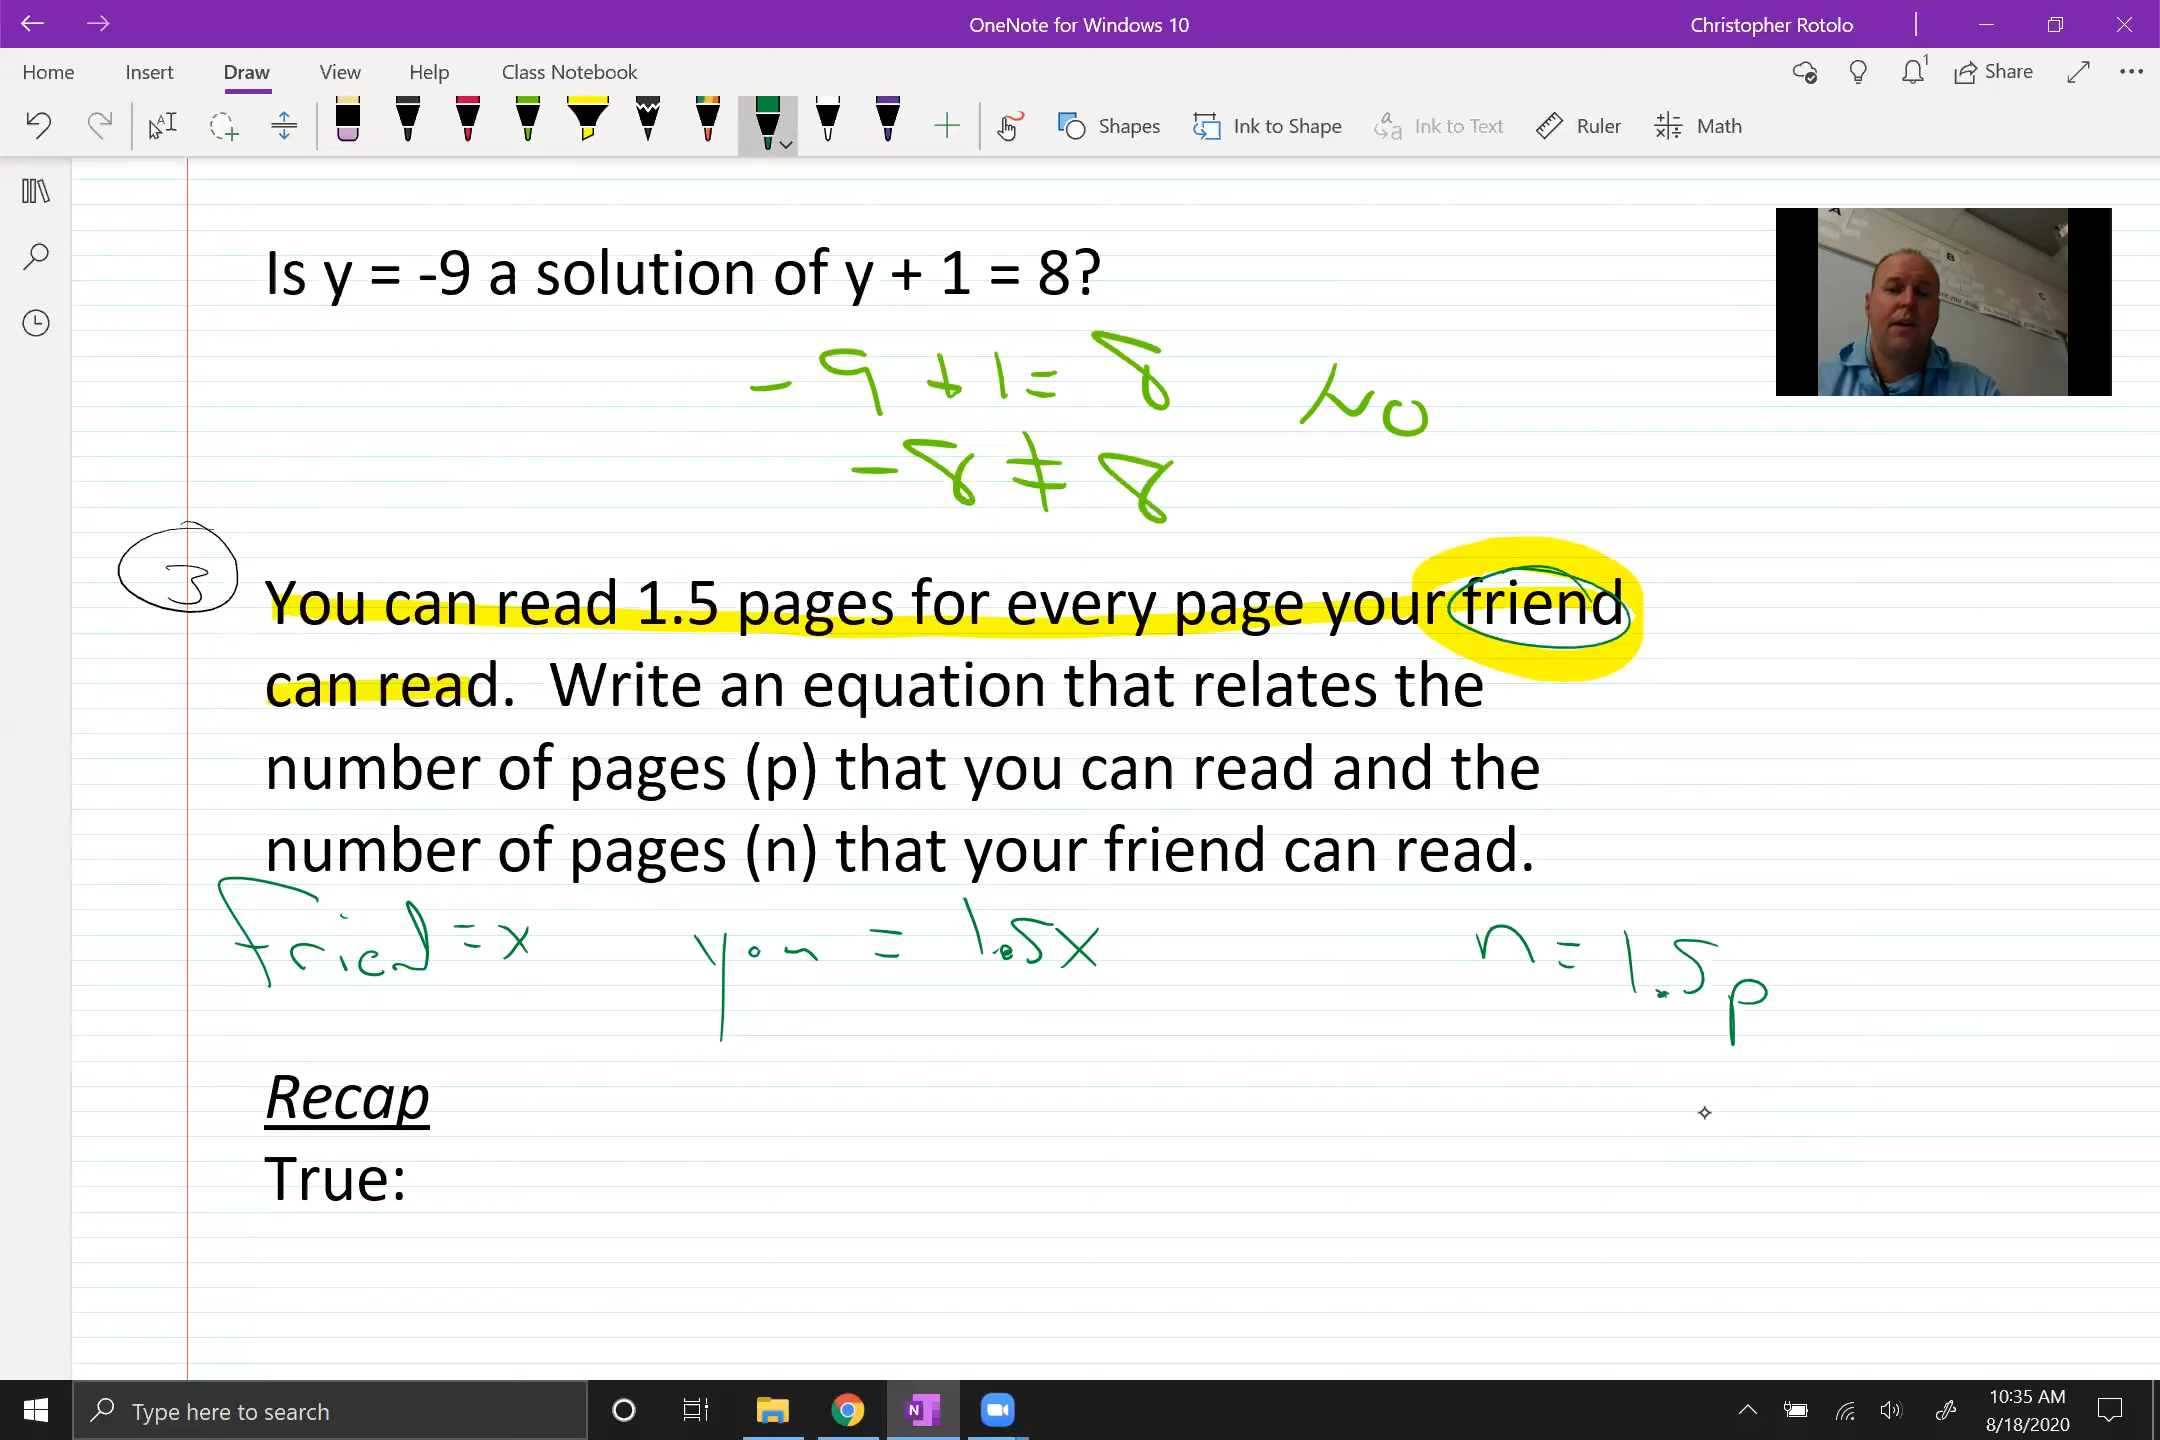 OneNote for Windows 10
Christopher Rotolo
Home Insert Draw View Help Class Notebook
Share
Shapes Ink to Shape Ink to Text Ruler Math
Is y = -9 a solution of y + 1 = 8?
-9 + 1 = 8 NO
-8 ≠ 8
3
You can read 1.5 pages for every page your friend
can read. Write an equation that relates the
number of pages (p) that you can read and the
number of pages (n) that your friend can read.
Friend = x you = 1.5x n = 1.5p
Recap
True:
Type here to search
10:35 AM
8/18/2020